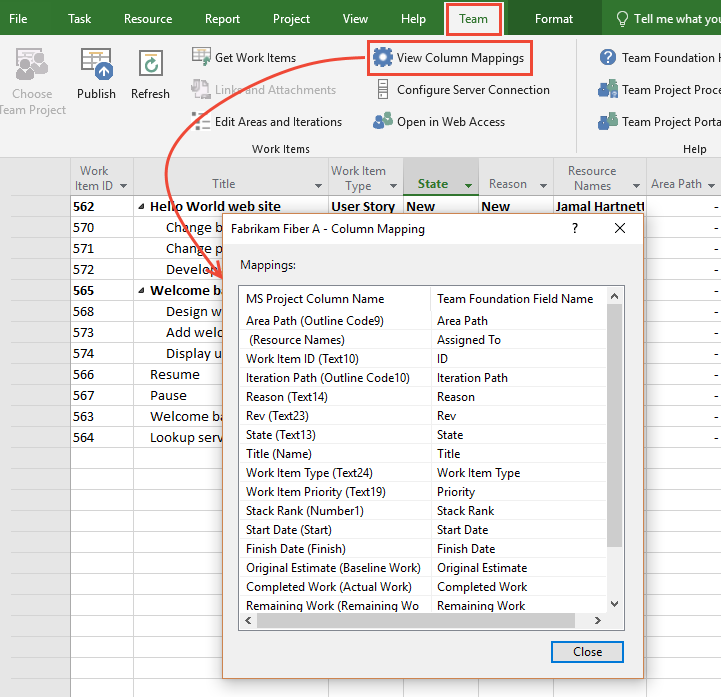 File Task Resource Report Project View Help Team Format Tell me what you
Choose
Team Project
Publish
Refresh
Get Work Items
Links and Attachments
Edit Areas and Iterations
View Column Mappings
Configure Server Connection
Open in Web Access
Work Items
Team Foundation H
Team Project Proce
Team Project Porta
Help
Work
Item ID
Title
Work Item
Type
State
Reason
Resource
Names
Area Path
562 Hello World web site User Story New New Jamal Hartnett -
570 Change b -
571 Change p -
572 Develo -
565 Welcome ba -
568 Design w -
573 Add welc -
574 Display u -
566 Resume -
567 Pause -
563 Welcome ba -
564 Lookup serv -
Fabrikam Fiber A - Column Mapping ?
Mappings:
MS Project Column Name Team Foundation Field Name
Area Path (Outline Code9) Area Path
(Resource Names) Assigned To
Work Item ID (Text10) ID
Iteration Path (Outline Code10) Iteration Path
Reason (Text14) Reason
Rev (Text23) Rev
State (Text13) State
Title (Name) Title
Work Item Type (Text24) Work Item Type
Work Item Priority (Text19) Priority
Stack Rank (Number1) Stack Rank
Start Date (Start) Start Date
Finish Date (Finish) Finish Date
Original Estimate (Baseline Work) Original Estimate
Completed Work (Actual Work) Completed Work
Remaining Work (Remaining Wo Remaining Work
Close